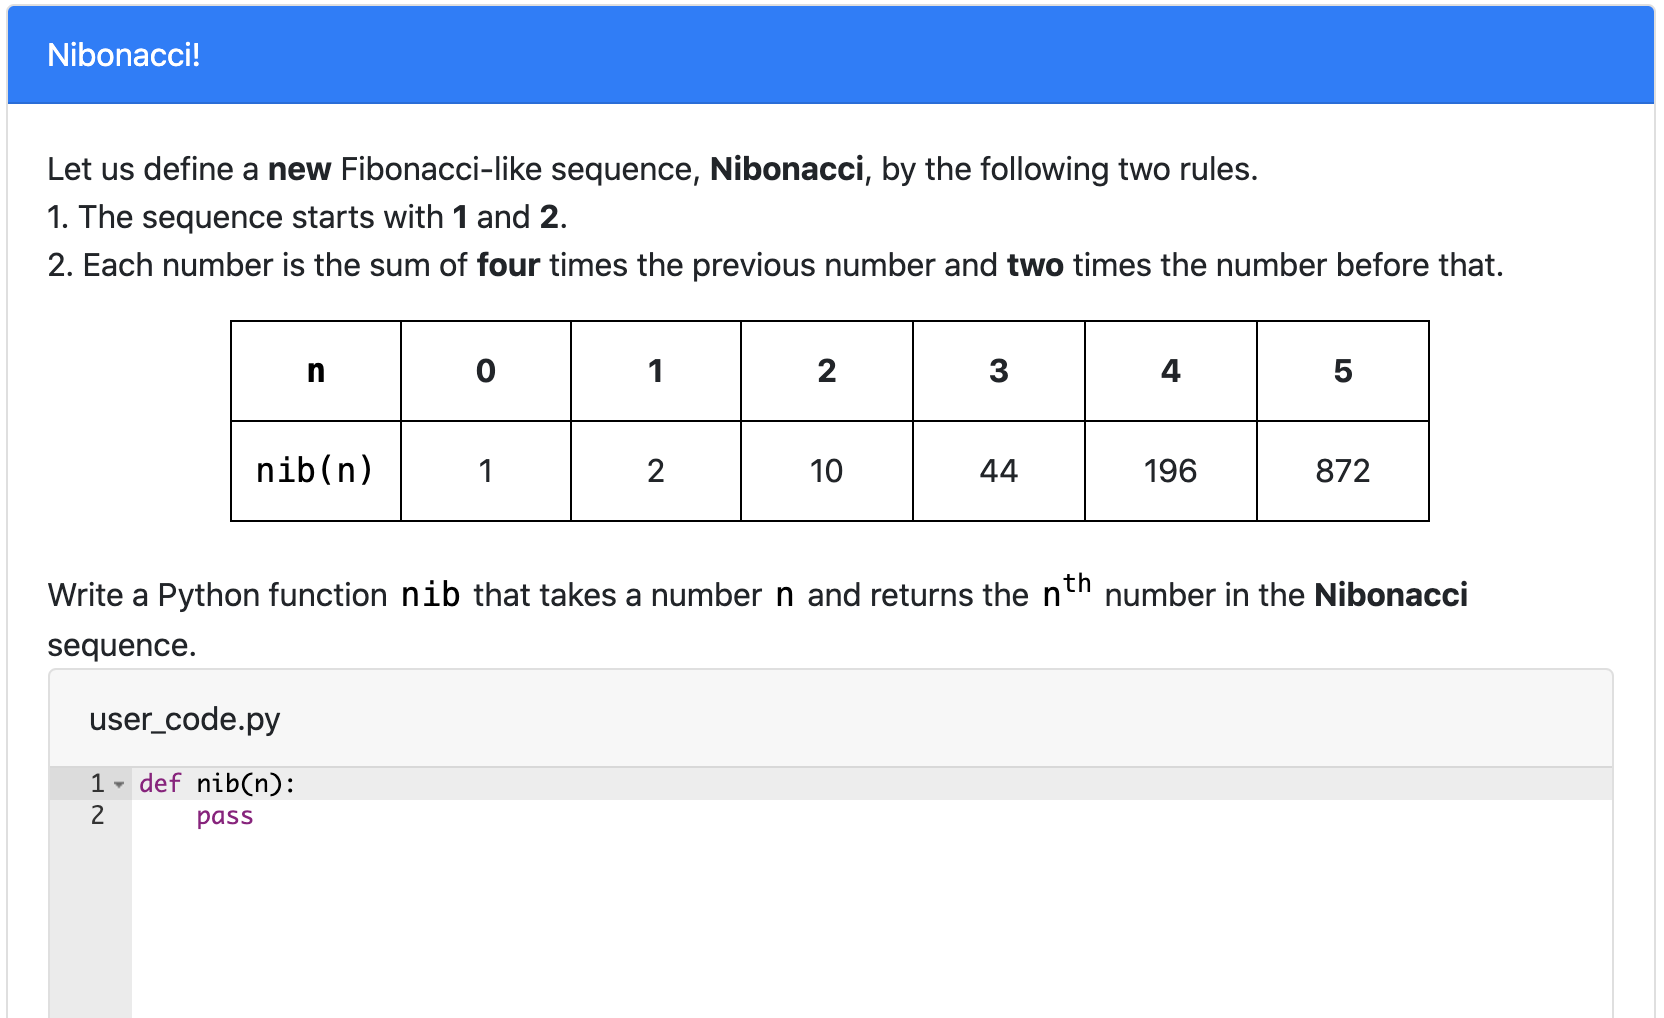 Nibonacci!
Let us define a new Fibonacci-like sequence, Nibonacci, by the following two rules.
1. The sequence starts with 1 and 2.
2. Each number is the sum of four times the previous number and two times the number before that.
n 0 1 2 3 4 5
nib(n) 1 2 10 44 196 872
Write a Python function nib that takes a number n and returns the nth number in the Nibonacci
sequence.
user_code.py
1 def nib(n):
2     pass